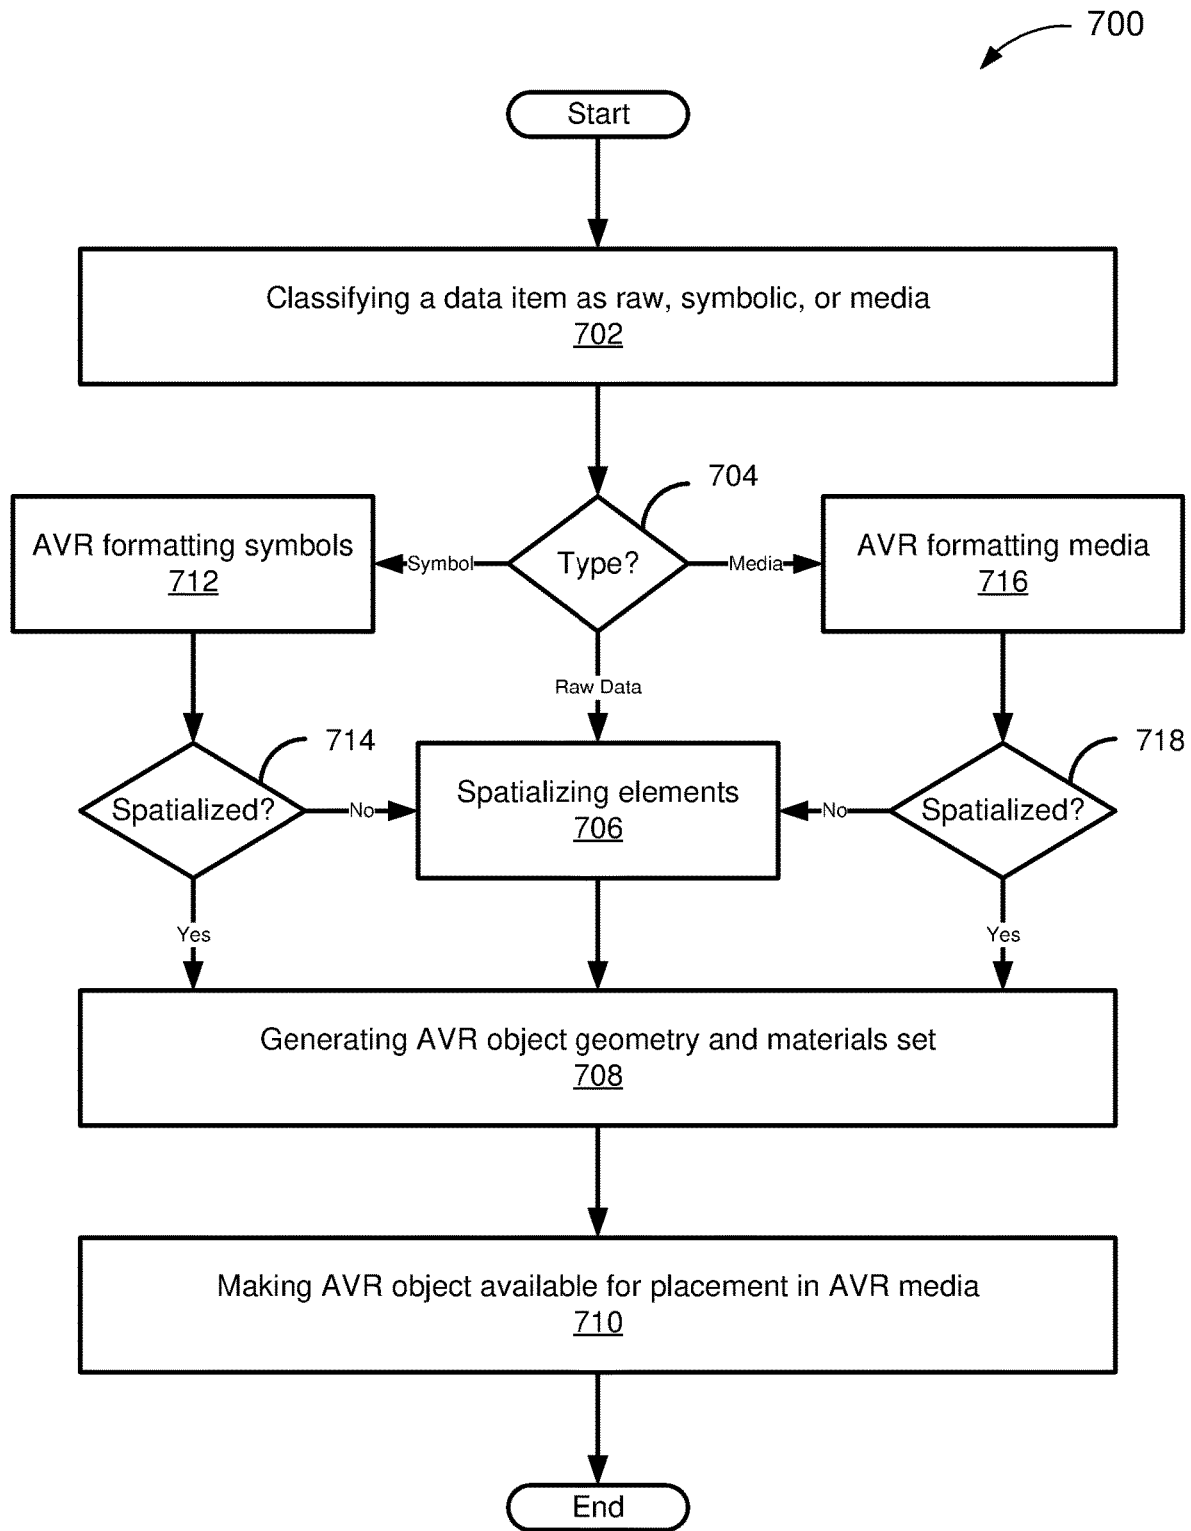 700
Start
Classifying a data item as raw, symbolic, or media
702
704
AVR formatting symbols
712
Symbol
Type?
Media
AVR formatting media
716
Raw Data
714
718
Spatialized?
No
Spatializing elements
706
No
Spatialized?
Yes
Yes
Generating AVR object geometry and materials set
708
Making AVR object available for placement in AVR media
710
End